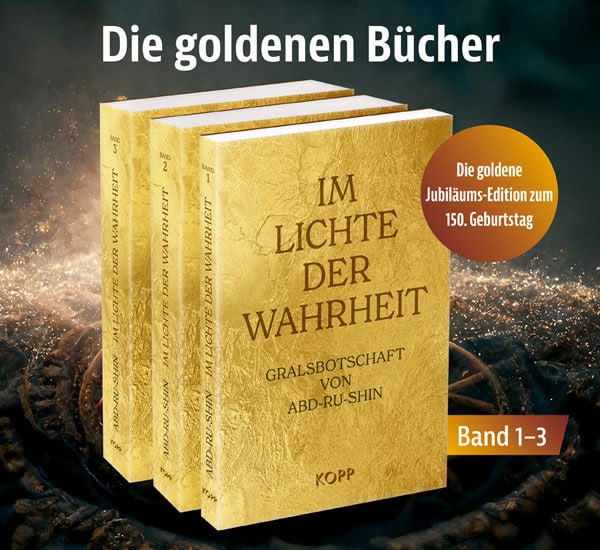 Die goldenen Bücher
Die goldene
Jubiläums-Edition zum
150. Geburtstag
BAND 3
ABD-RU-SHIN IM LICHTE DER WAHRHEIT
BAND 2
ABD-RU-SHIN IM LICHTE DER WAHRHEIT
BAND 1
ABD-RU-SHIN IM LICHTE DER WAHRHEIT
IM
LICHTE
DER
WAHRHEIT
GRALSBOTSCHAFT
VON
ABD-RU-SHIN
KOPP
Band 1–3